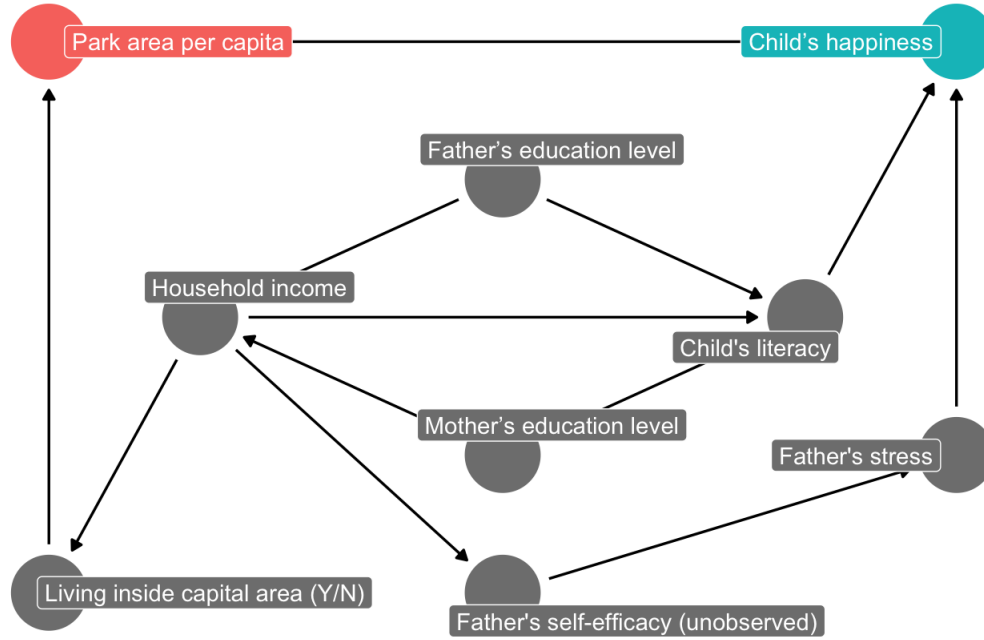 Park area per capita
Child’s happiness
Father’s education level
Household income
Child's literacy
Mother’s education level
Father's stress
Living inside capital area (Y/N)
Father's self-efficacy (unobserved)